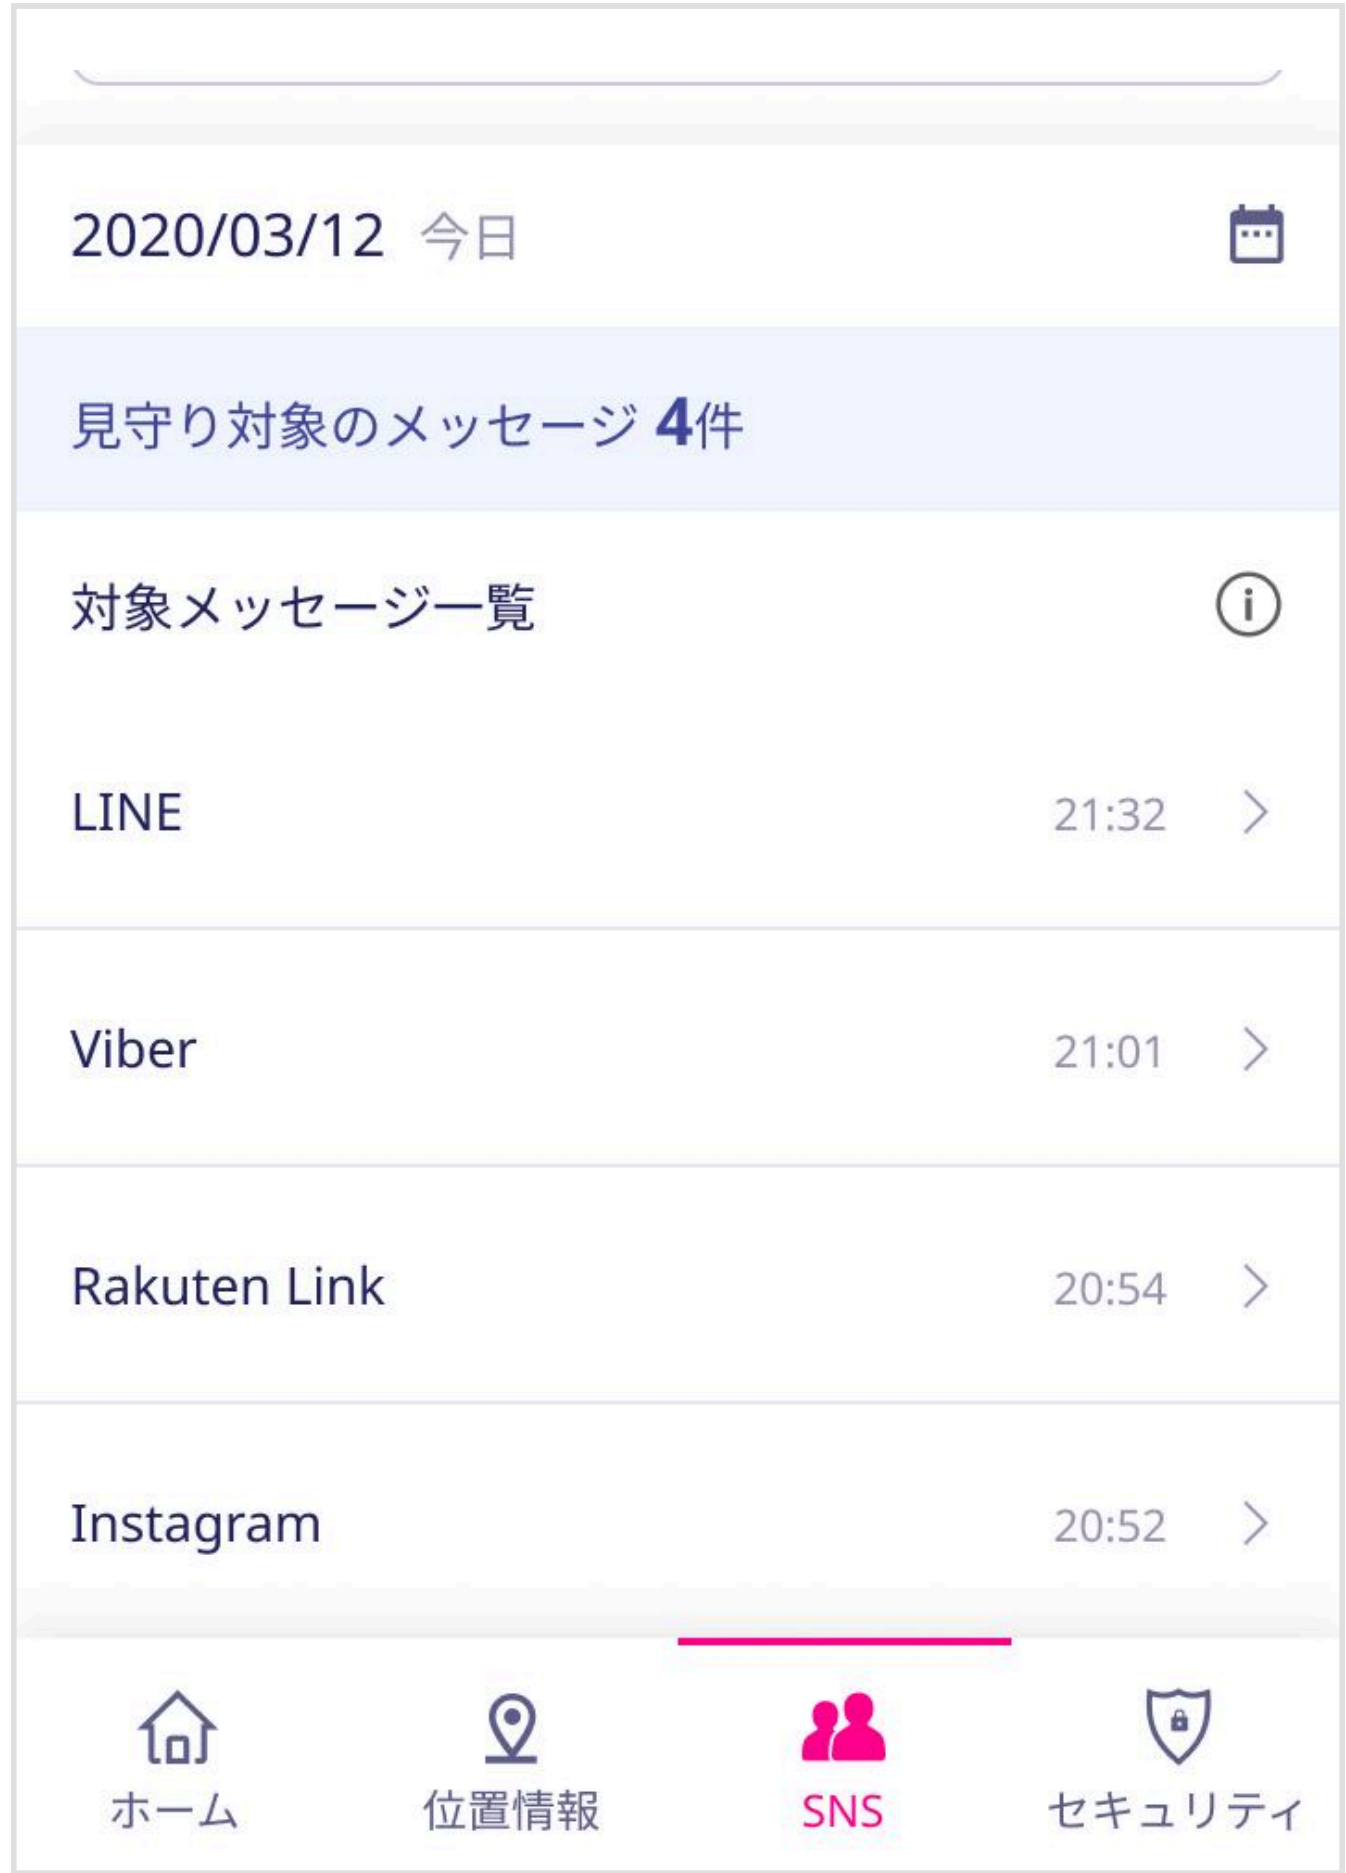 2020/03/12 今日
見守り対象のメッセージ 4件
対象メッセージ一覧
LINE 21:32
Viber 21:01
Rakuten Link 20:54
Instagram 20:52
ホーム 位置情報 SNS セキュリティ